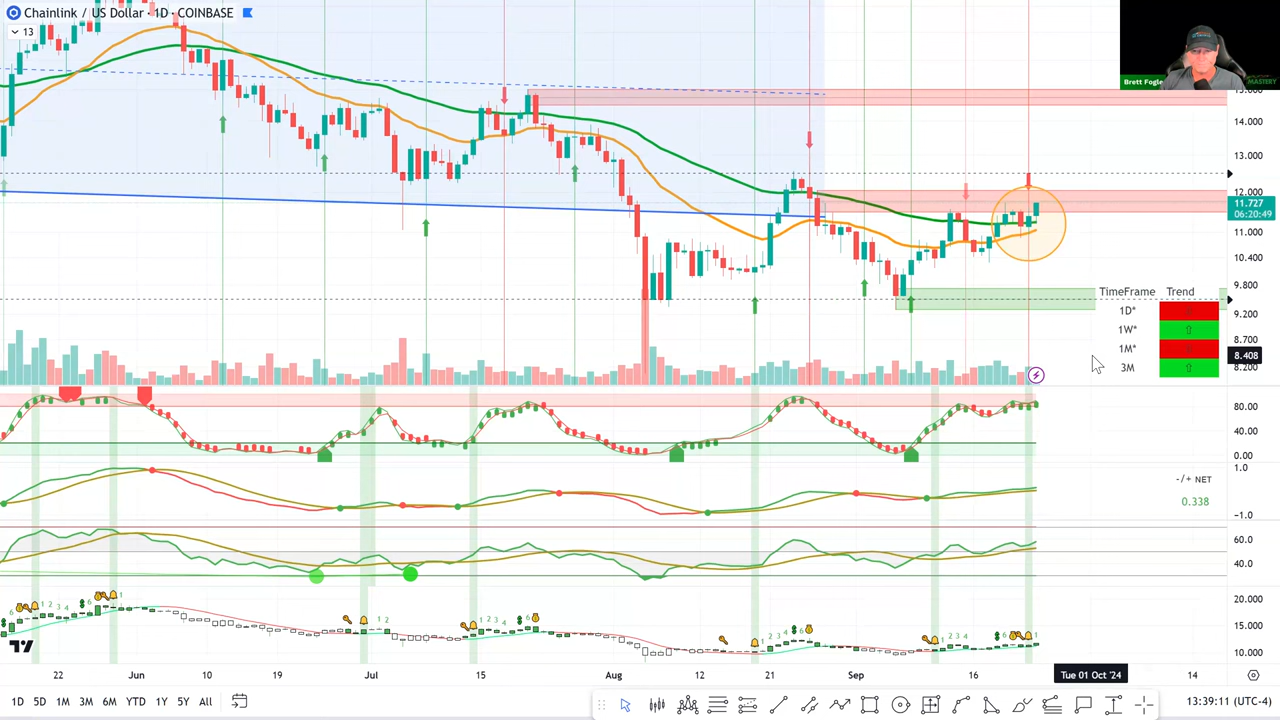 Chainlink / US Dollar · 1D · COINBASE
13
Brett Fogle
MASTERY
14.000
13.000
12.000
11.727
06:20:49
11.000
10.400
9.800
9.200
8.700
8.408
8.200
TimeFrame Trend
1D*
1W* ⇧
1M*
3M ⇧
80.00
40.00
0.00
1.0
-/+ NET
0.338
−1.0
60.0
40.0
20.000
15.000
10.000
22 Jun 10 19 Jul 15 Aug 12 21 Sep 16 Tue 01 Oct '24 14
1D 5D 1M 3M 6M YTD 1Y 5Y All
13:39:11 (UTC-4)